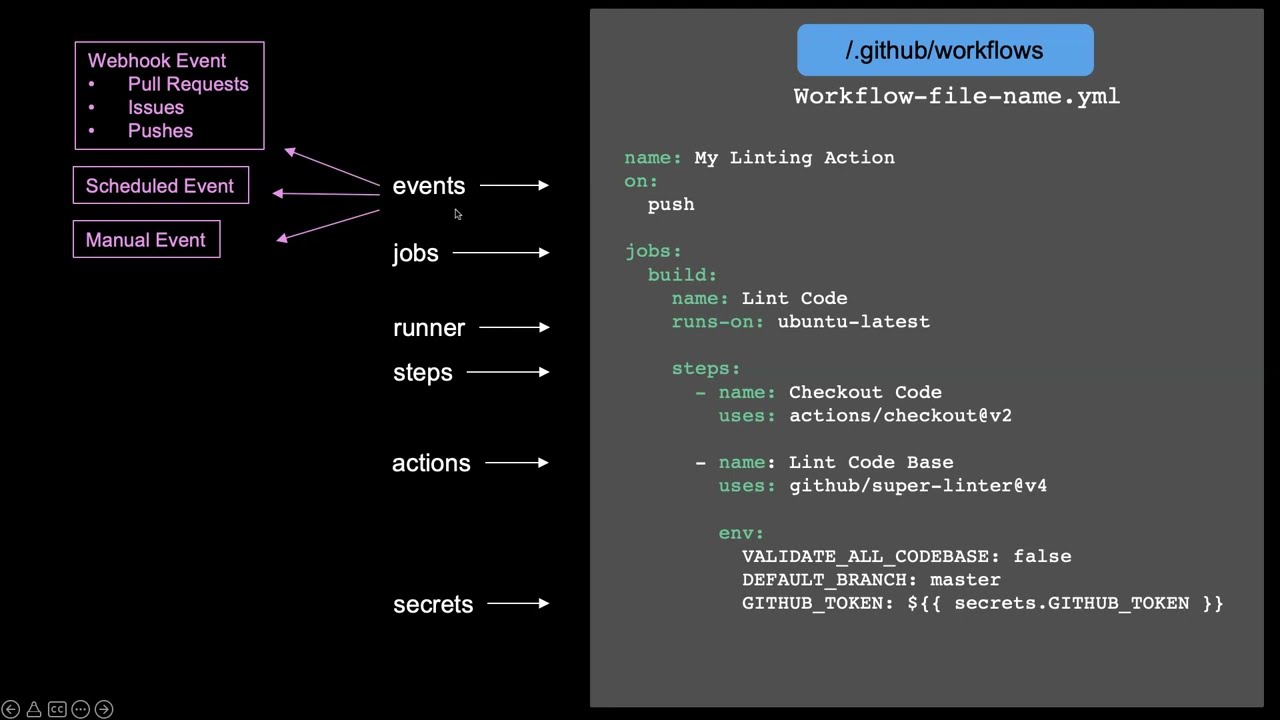 Webhook Event
• Pull Requests
• Issues
• Pushes
Scheduled Event
Manual Event
events
jobs
runner
steps
actions
secrets
/.github/workflows
Workflow-file-name.yml
name: My Linting Action
on:
push
jobs:
build:
name: Lint Code
runs-on: ubuntu-latest
steps:
- name: Checkout Code
uses: actions/checkout@v2
- name: Lint Code Base
uses: github/super-linter@v4
env:
VALIDATE_ALL_CODEBASE: false
DEFAULT_BRANCH: master
GITHUB_TOKEN: ${{ secrets.GITHUB_TOKEN }}
CC